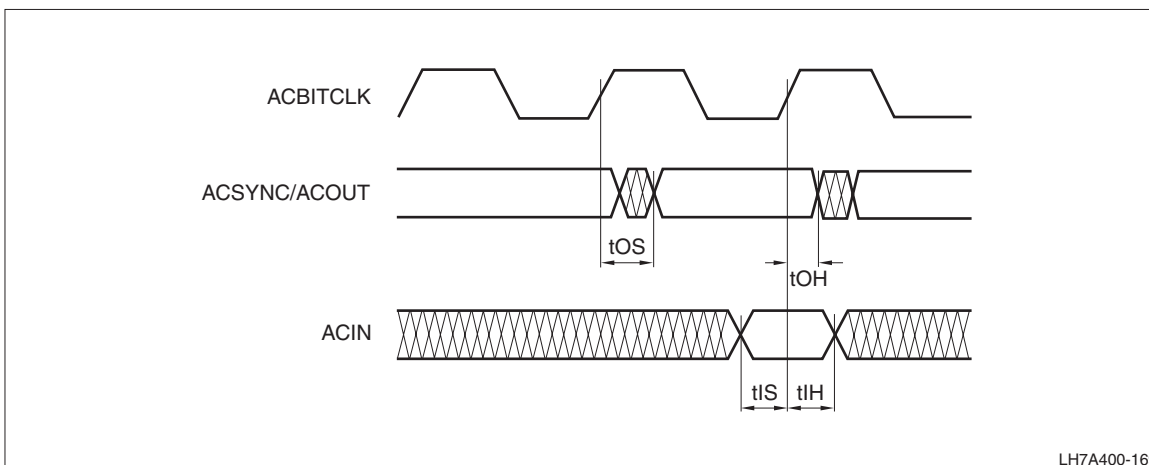 ACBITCLK
ACSYNC/ACOUT
tOS
tOH
ACIN
tIS
tIH
LH7A400-16